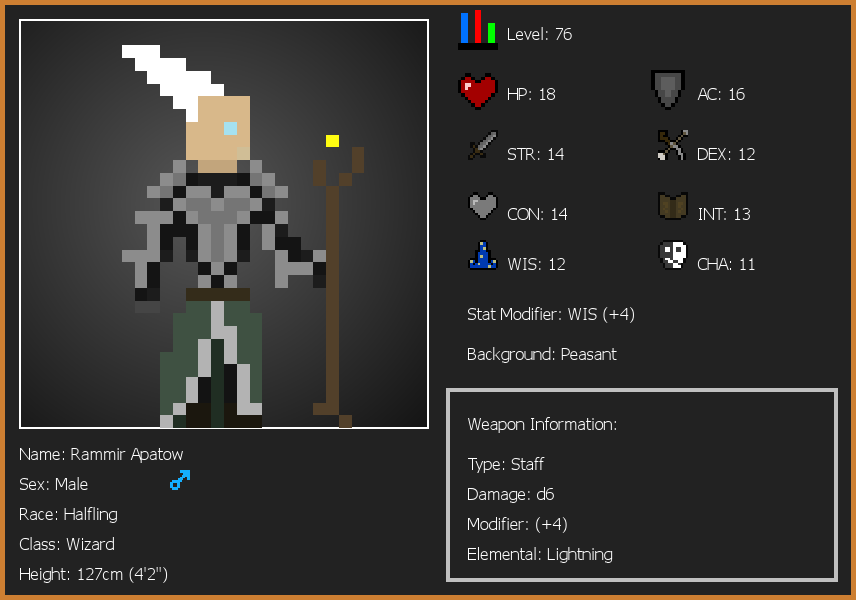 Level: 76
HP: 18
AC: 16
STR: 14
DEX: 12
CON: 14
INT: 13
WIS: 12
CHA: 11
Stat Modifier: WIS (+4)
Background: Peasant
Weapon Information:
Type: Staff
Damage: d6
Modifier: (+4)
Elemental: Lightning
Name: Rammir Apatow
Sex: Male
Race: Halfling
Class: Wizard
Height: 127cm (4'2")